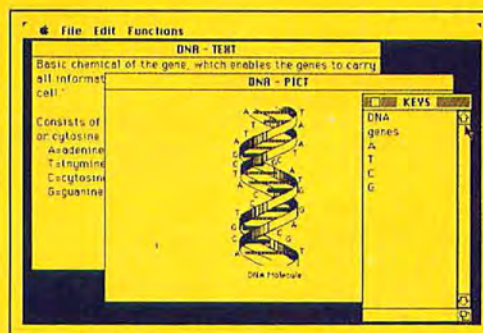 File Edit Functions
DNA - TEXT
Basic chemical of the gene, which enables the genes to carry
all informat
cell."
Consists of
or cytosine
A=adenine
T=thymine
C=cytosine
G=guanine
DNA - PICT
DNA Molecule
KEYS
DNA
genes
A
T
C
G